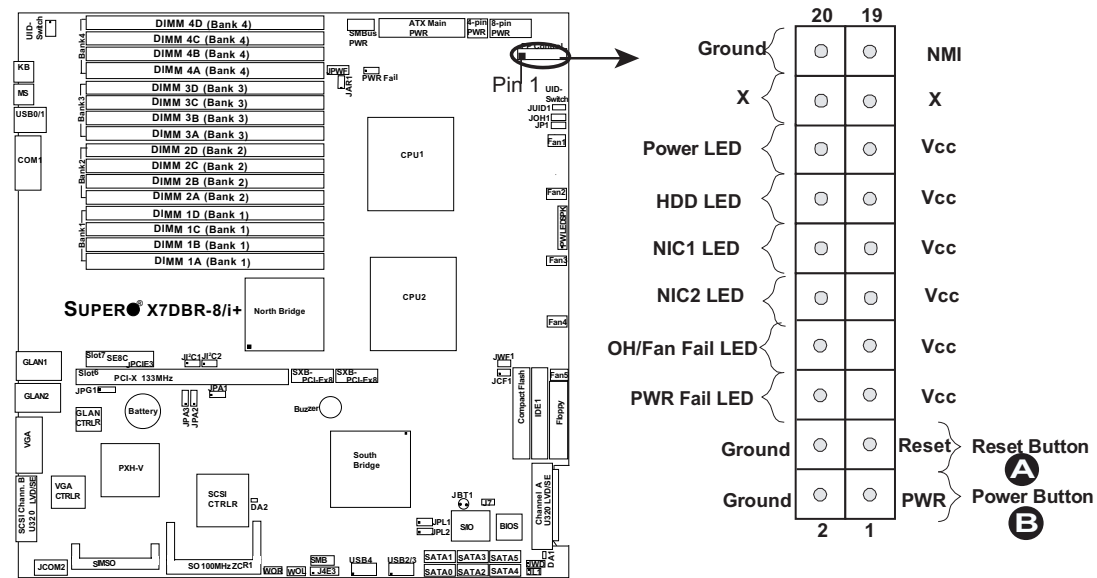 UID-Switch
DIMM 4D (Bank 4)
DIMM 4C (Bank 4)
DIMM 4B (Bank 4)
DIMM 4A (Bank 4)
DIMM 3D (Bank 3)
DIMM 3C (Bank 3)
DIMM 3B (Bank 3)
DIMM 3A (Bank 3)
DIMM 2D (Bank 2)
DIMM 2C (Bank 2)
DIMM 2B (Bank 2)
DIMM 2A (Bank 2)
DIMM 1D (Bank 1)
DIMM 1C (Bank 1)
DIMM 1B (Bank 1)
DIMM 1A (Bank 1)
Bank4
Bank3
Bank2
Bank1
KB
MS
USB0/1
COM1
SMBus PWR
ATX Main PWR
4-pin PWR
8-pin PWR
Control
Pin 1
JPWF
JAR1
PWR Fail
UID-Switch
JUID1
JOH1
JP1
Fan1
Fan2
PWLEDSPK
Fan3
Fan4
Fan5
CPU1
CPU2
SUPER® X7DBR-8/i+
North Bridge
GLAN1
GLAN2
Slot7 SE8C
JPCIE3
JI²C1 JI²C2
Slot6
PCI-X 133MHz
SXB-PCI-Ex8
SXB-PCI-Ex8
JWF1
JCF1
JPG1
JPA1
JPA3
JPA2
GLAN CTRLR
Battery
Buzzer
Compact Flash
IDE1
Floppy
VGA
PXH-V
South Bridge
SCSI Chann. B
U320 LVD/SE
VGA CTRLR
SCSI CTRLR
DA2
JBT1
J7
JPL1
JPL2
SIO
BIOS
Channel A
U320 LVD/SE
DA1
JCOM2
SIMSO
SO 100MHz ZCR1
WOR
WOL
SMB
J4E3
USB4
USB2/3
SATA1 SATA3 SATA5
SATA0 SATA2 SATA4
JWD
JL1
20 19
Ground NMI
X X
Power LED Vcc
HDD LED Vcc
NIC1 LED Vcc
NIC2 LED Vcc
OH/Fan Fail LED Vcc
PWR Fail LED Vcc
Ground Reset Reset Button
A
Ground PWR Power Button
B
2 1